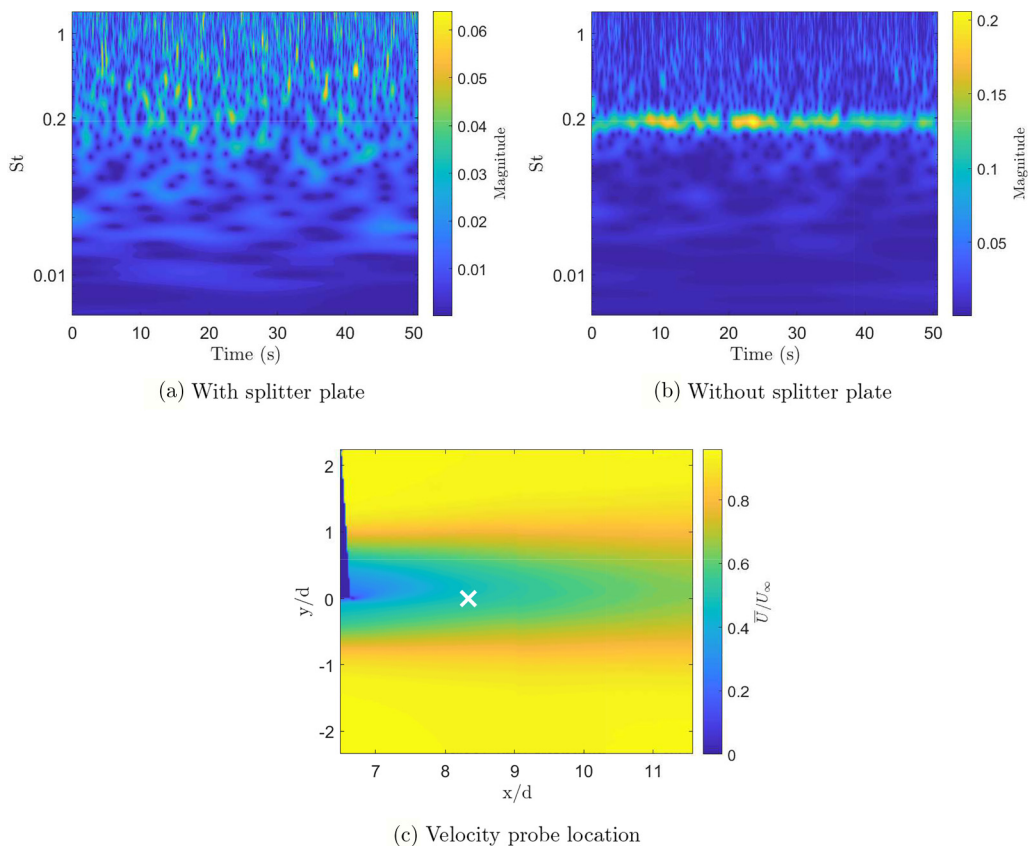 1
0.2
0.01
St
0 10 20 30 40 50
Time (s)
0.06
0.05
0.04
0.03
0.02
0.01
Magnitude
(a) With splitter plate
1
0.2
0.01
St
0 10 20 30 40 50
Time (s)
0.2
0.15
0.1
0.05
Magnitude
(b) Without splitter plate
2
1
0
-1
-2
y/d
7 8 9 10 11
x/d
0.8
0.6
0.4
0.2
0
U̅/U∞
(c) Velocity probe location